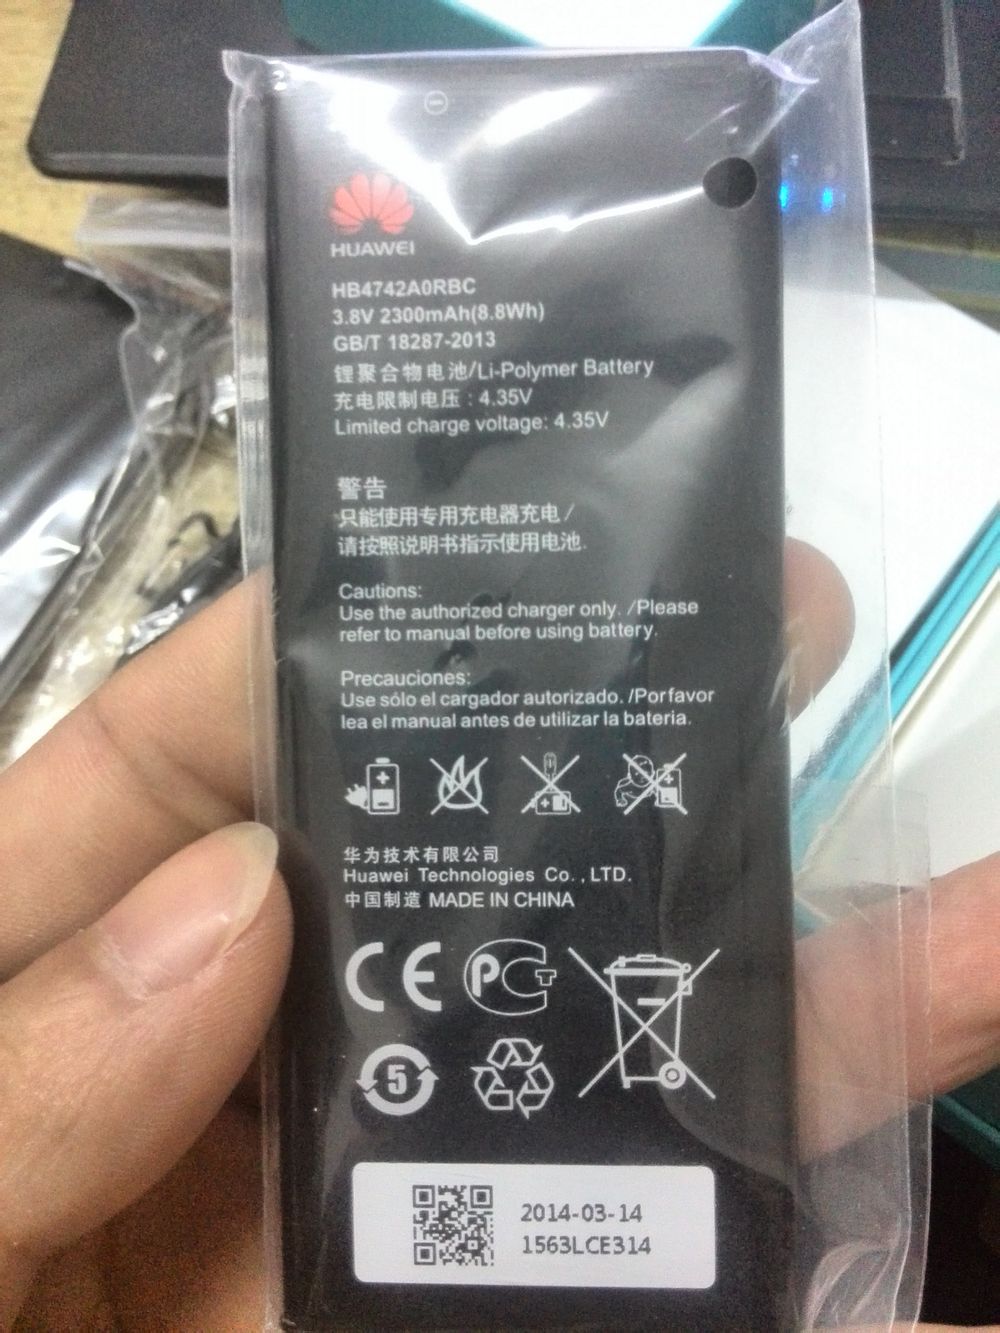 HUAWEI
HB4742A0RBC
3.8V 2300mAh(8.8Wh)
GB/T 18287-2013
锂聚合物电池/Li-Polymer Battery
充电限制电压：4.35V
Limited charge voltage: 4.35V
警告
只能使用专用充电器充电/
请按照说明书指示使用电池.
Cautions:
Use the authorized charger only. /Please
refer to manual before using battery.
Precauciones:
Use sólo el cargador autorizado. /Porfavor
lea el manual antes de utilizar la bateria.
华为技术有限公司
Huawei Technologies Co.,LTD.
中国制造 MADE IN CHINA
CE PCT
5
2014-03-14
1563LCE314